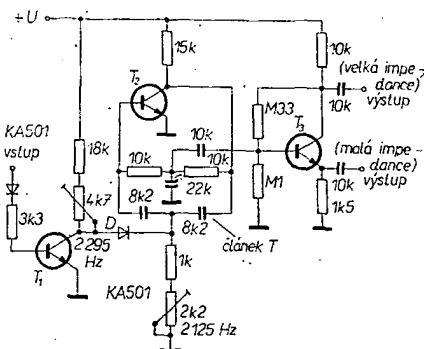 +U
15k
10k
(velká impe-
dance)
výstup
10k
T2
M33
10k
T3
KA501
vstup
18k
10k
10k
22k
M1
(malá impe-
dance)
výstup
10k
3k3
4k7
8k2
8k2
1k5
článek T
D
T1
2295
Hz
KA501
1k
2k2
2125 Hz